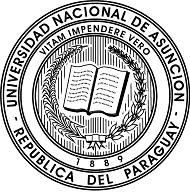 UNIVERSIDAD NACIONAL DE ASUNCION
VITAM IMPENDERE VERO
1889
REPUBLICA DEL PARAGUAY